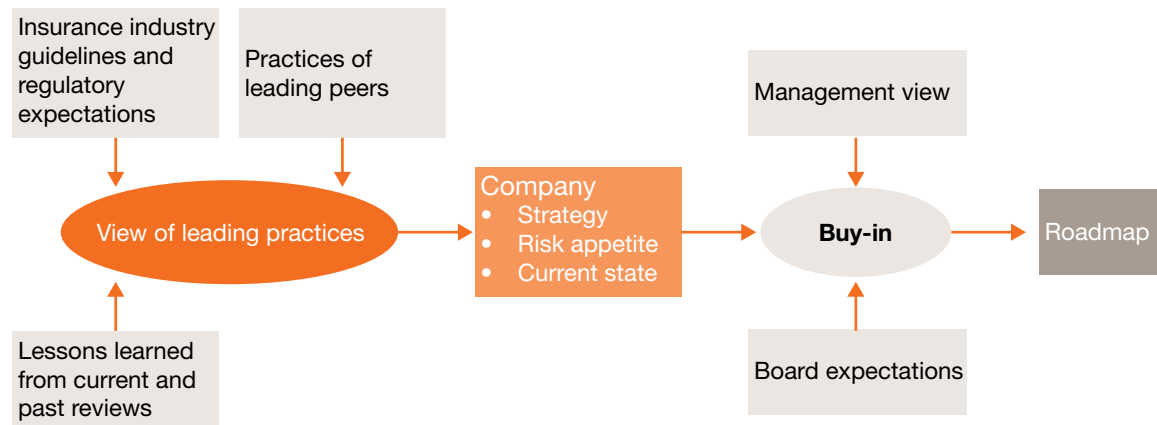 Insurance industry
guidelines and
regulatory
expectations
Practices of
leading peers
Management view
View of leading practices
Company
• Strategy
• Risk appetite
• Current state
Buy-in
Roadmap
Lessons learned
from current and
past reviews
Board expectations